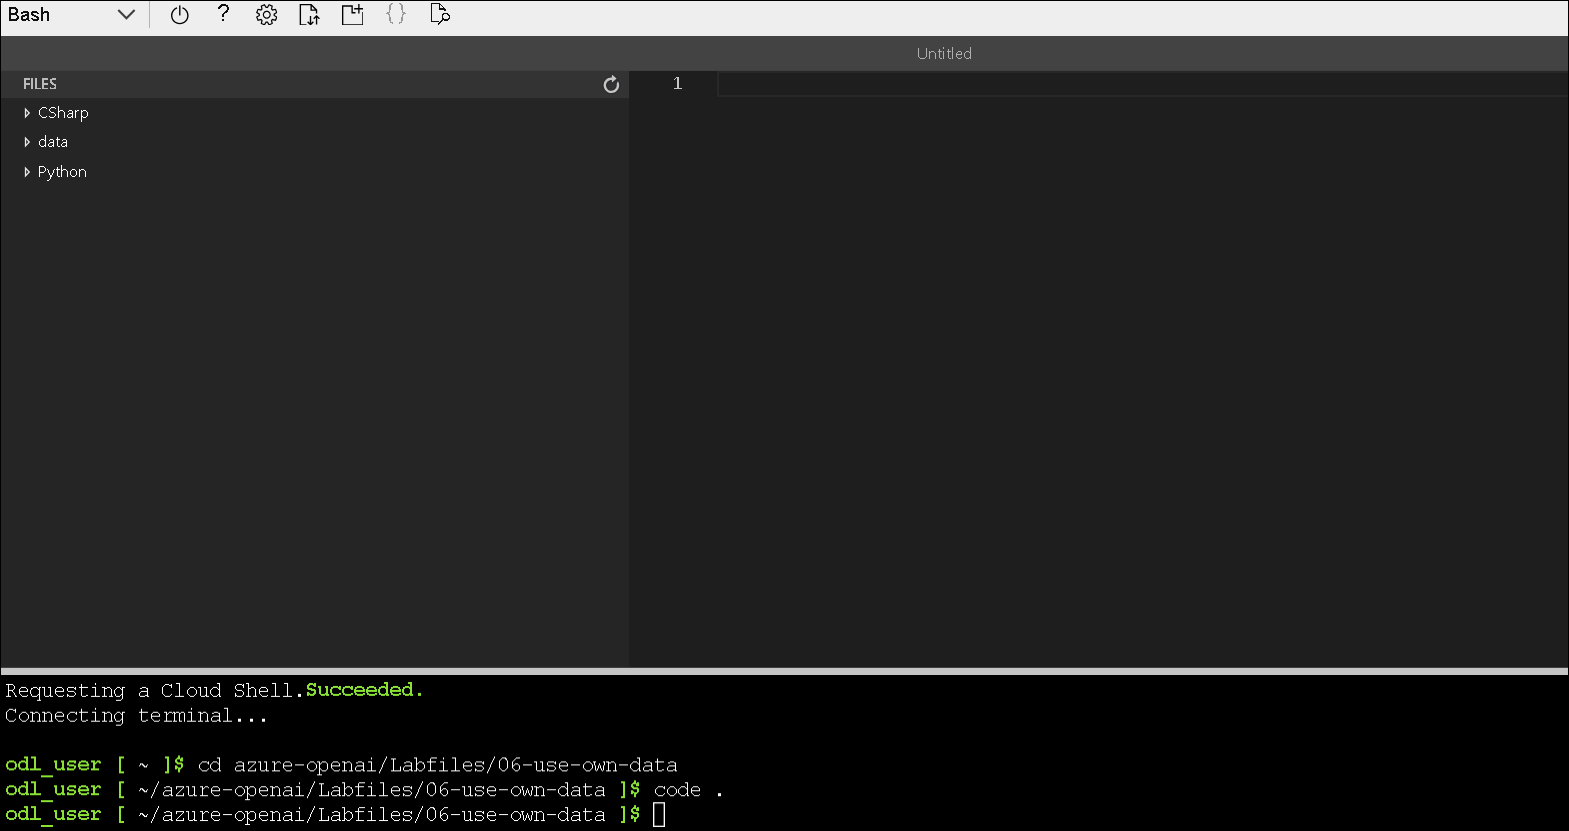 Bash
?
{}
Untitled
FILES
1
CSharp
data
Python
Requesting a Cloud Shell.Succeeded.
Connecting terminal...
odl_user [ ~ ]$ cd azure-openai/Labfiles/06-use-own-data
odl_user [ ~/azure-openai/Labfiles/06-use-own-data ]$ code .
odl_user [ ~/azure-openai/Labfiles/06-use-own-data ]$